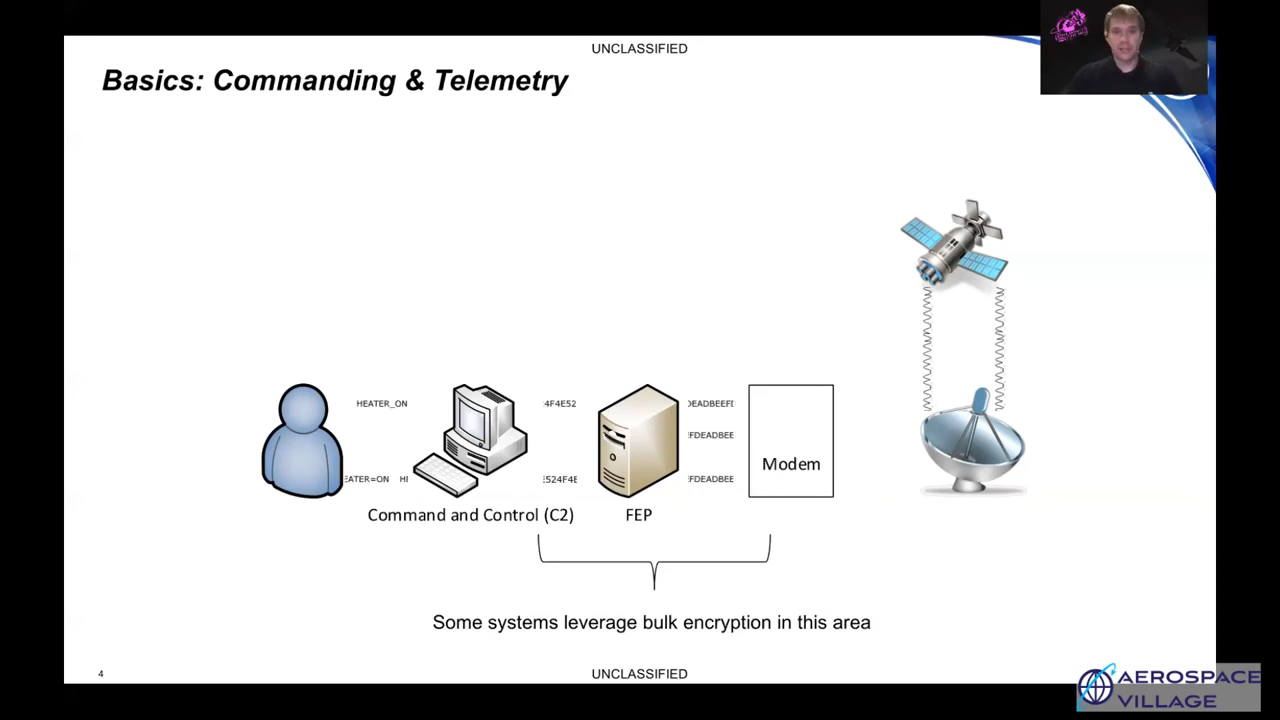 UNCLASSIFIED
Basics: Commanding & Telemetry
HEATER_ON
4F4E52
DEADBEEF
FDEADBEE
Modem
EATER=ON HI
E524F4E
FDEADBEE
Command and Control (C2)
FEP
Some systems leverage bulk encryption in this area
4
UNCLASSIFIED
AEROSPACE
VILLAGE